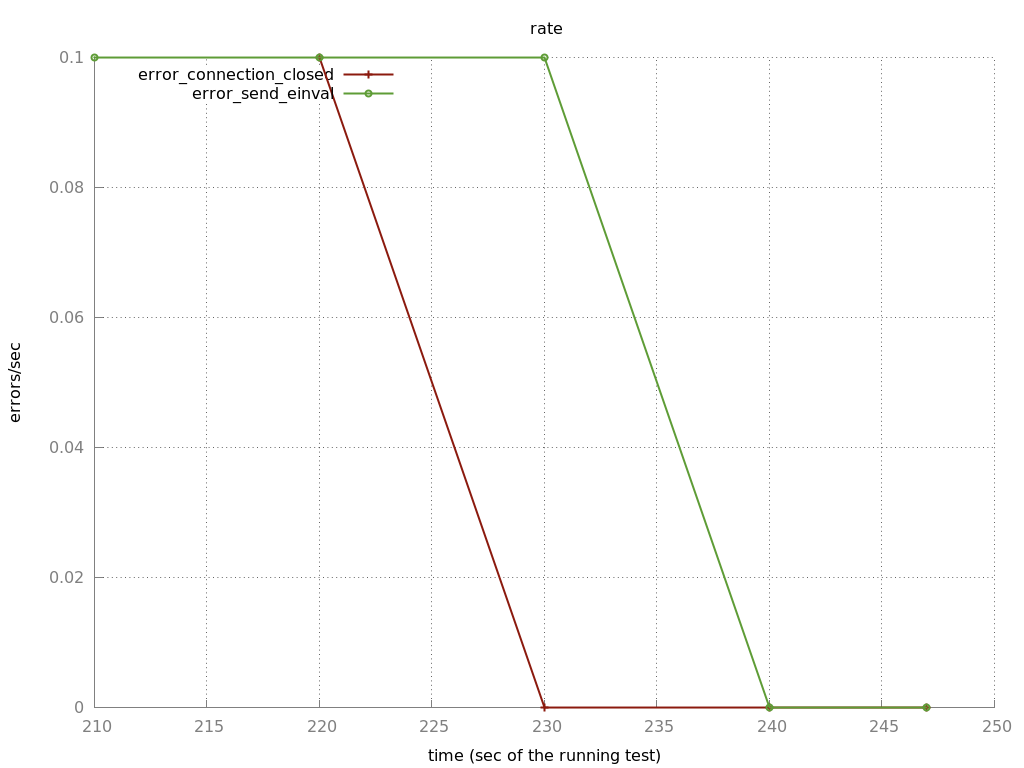 rate
0.1
error_connection_closed
error_send_einval
0.08
0.06
errors/sec
0.04
0.02
0
210 215 220 225 230 235 240 245 250
time (sec of the running test)